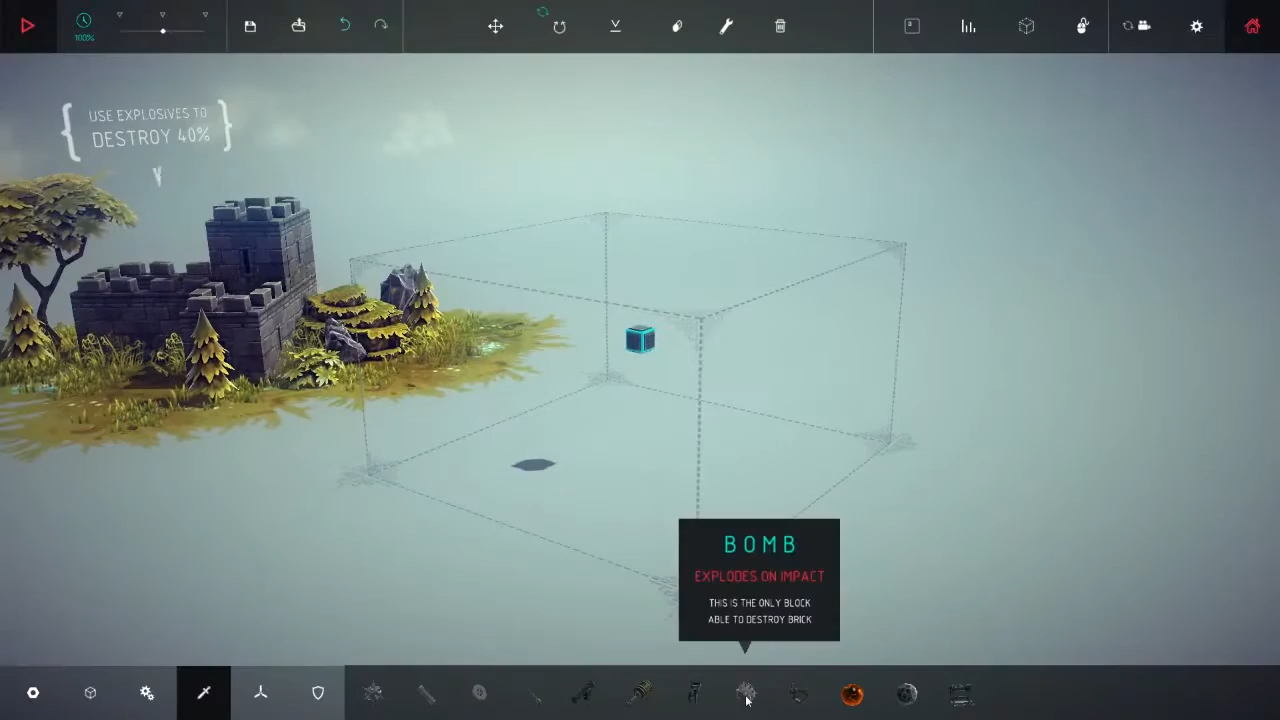 100%
USE EXPLOSIVES TO
DESTROY 40%
BOMB
EXPLODES ON IMPACT
THIS IS THE ONLY BLOCK
ABLE TO DESTROY BRICK